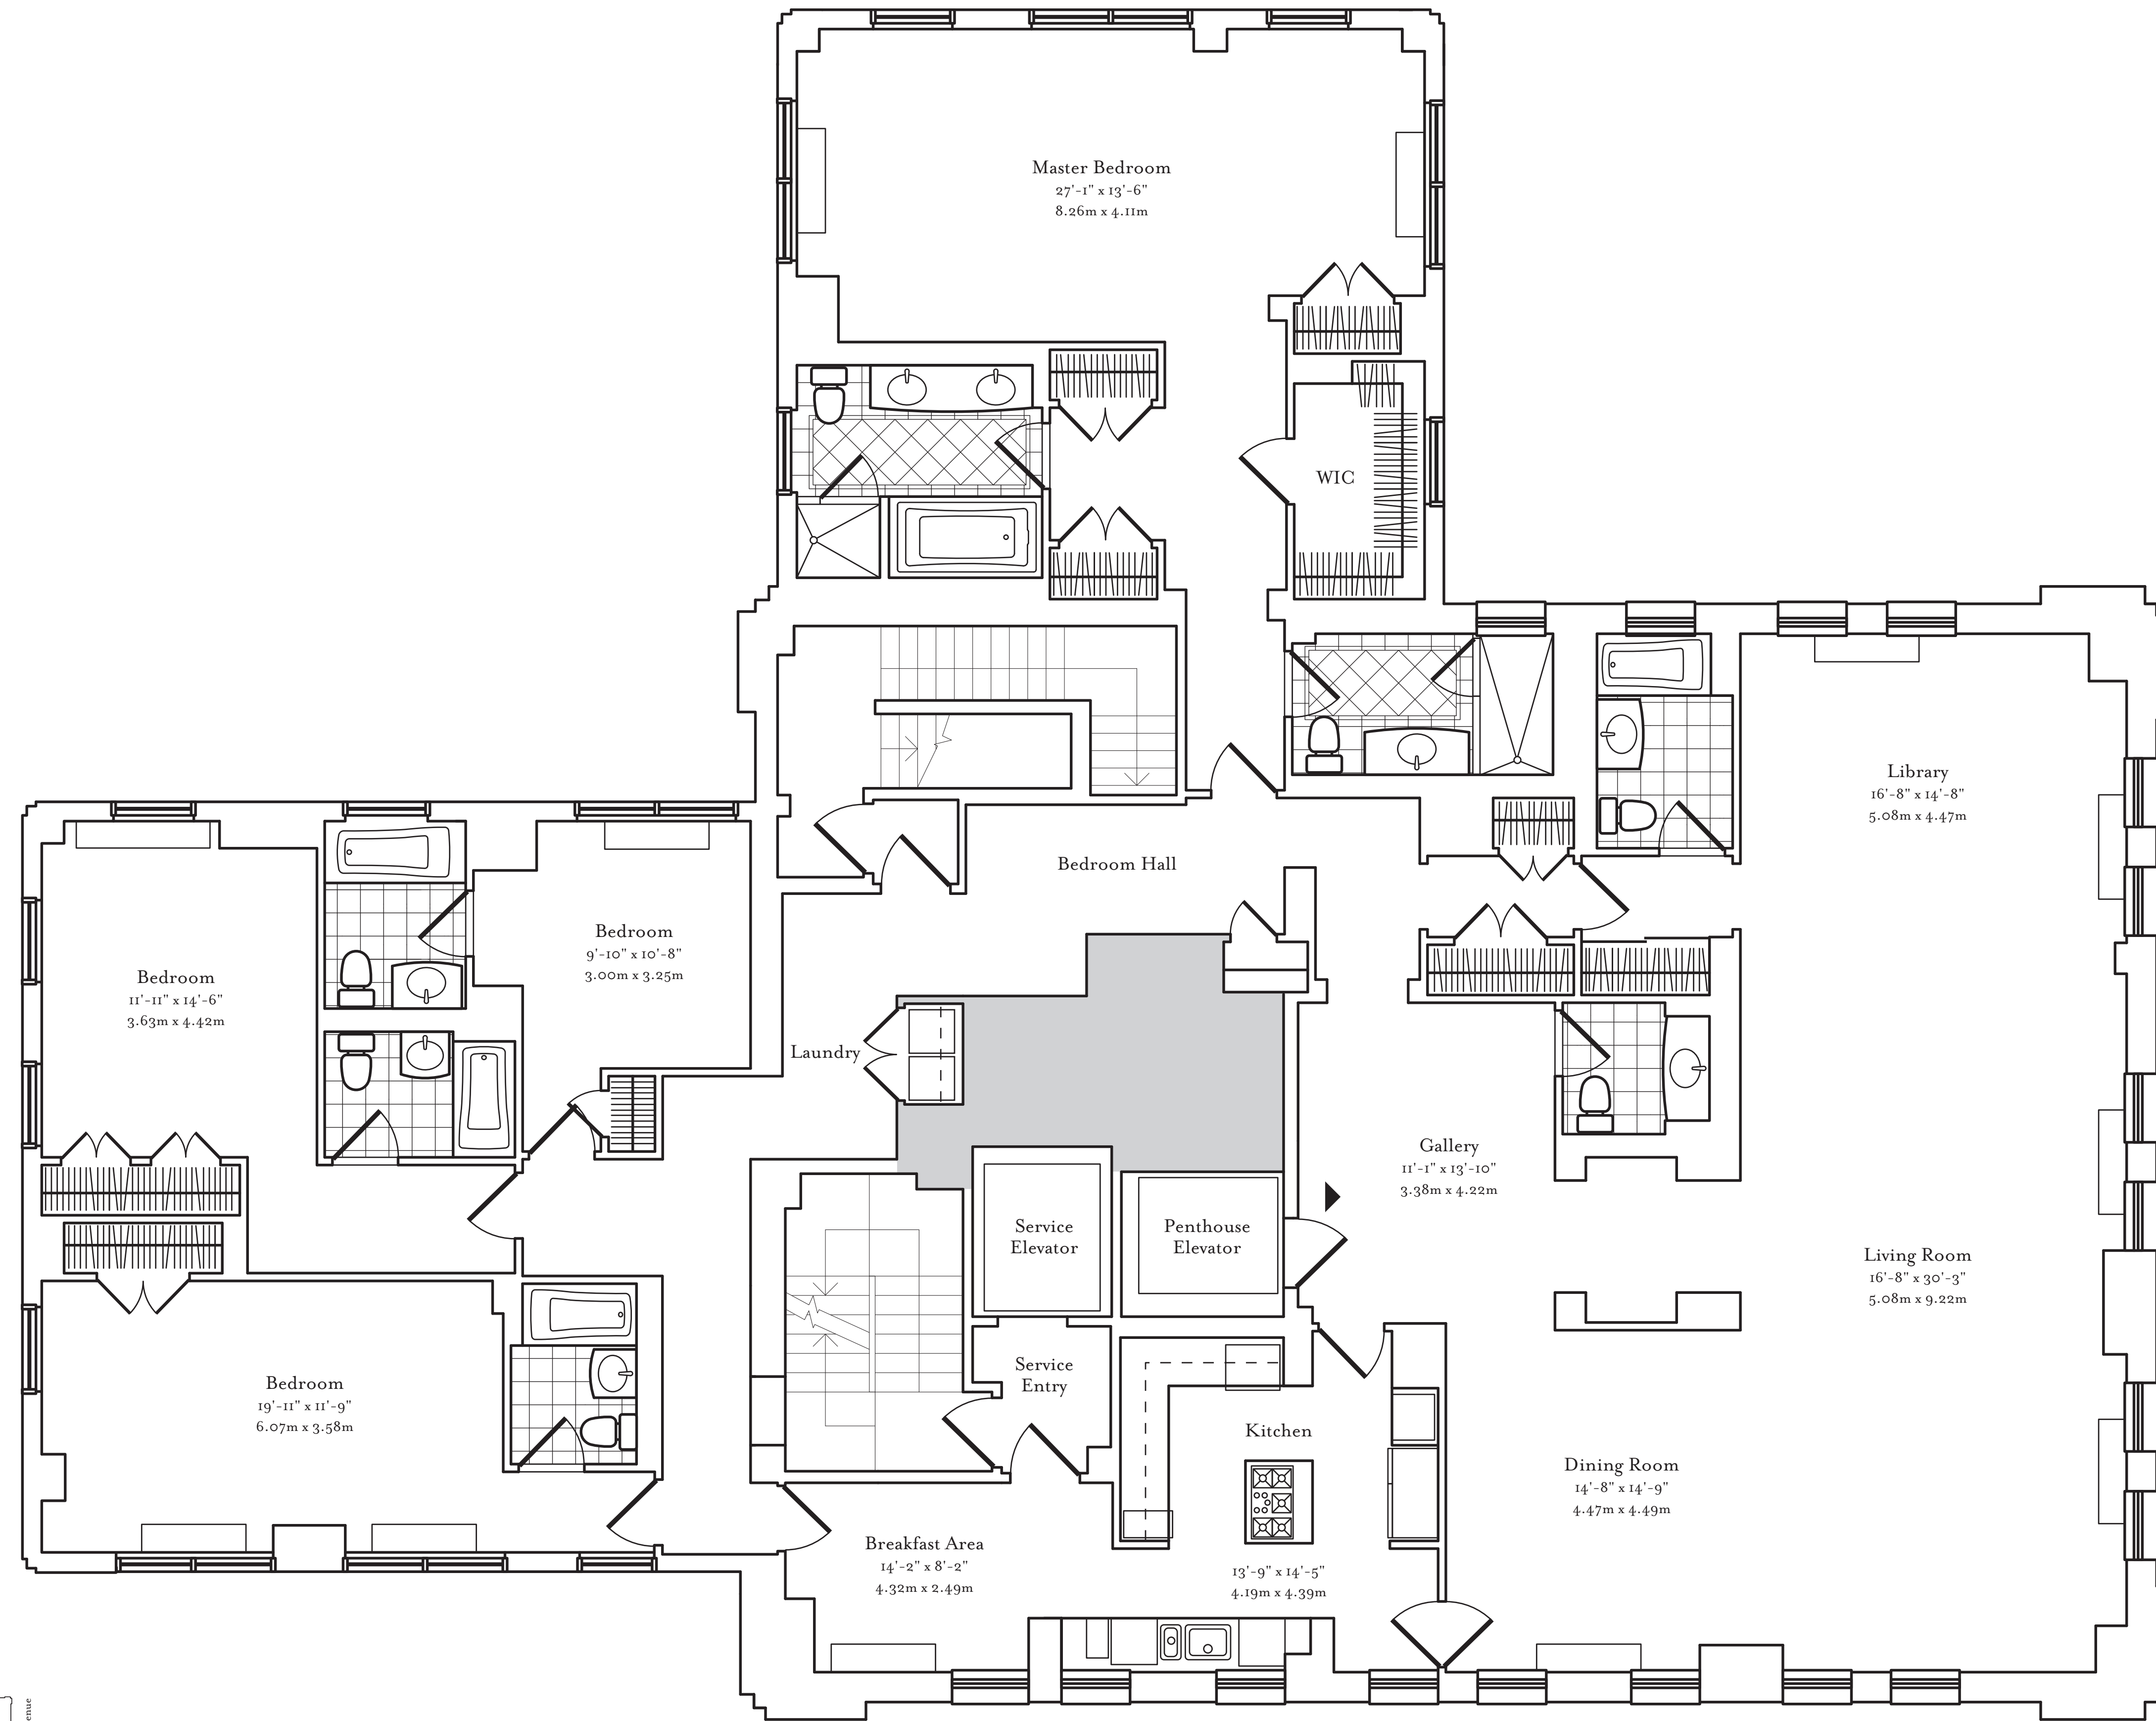 Master Bedroom
27'-1" x 13'-6"
8.26m x 4.11m
WIC
Library
16'-8" x 14'-8"
5.08m x 4.47m
Bedroom Hall
Bedroom
9'-10" x 10'-8"
3.00m x 3.25m
Bedroom
11'-11" x 14'-6"
3.63m x 4.42m
Laundry
Gallery
11'-1" x 13'-10"
3.38m x 4.22m
Service
Elevator
Penthouse
Elevator
Living Room
16'-8" x 30'-3"
5.08m x 9.22m
Service
Entry
Bedroom
19'-11" x 11'-9"
6.07m x 3.58m
Kitchen
13'-9" x 14'-5"
4.19m x 4.39m
Dining Room
14'-8" x 14'-9"
4.47m x 4.49m
Breakfast Area
14'-2" x 8'-2"
4.32m x 2.49m
enue